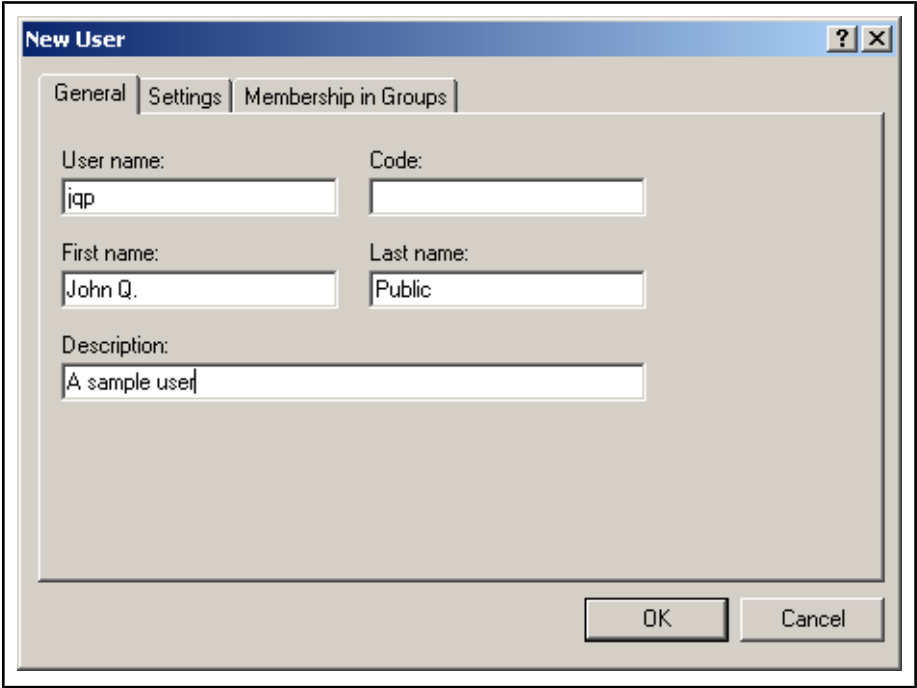 New User
General Settings Membership in Groups
User name: Code:
jqp
First name: Last name:
John Q. Public
Description:
A sample user
OK Cancel